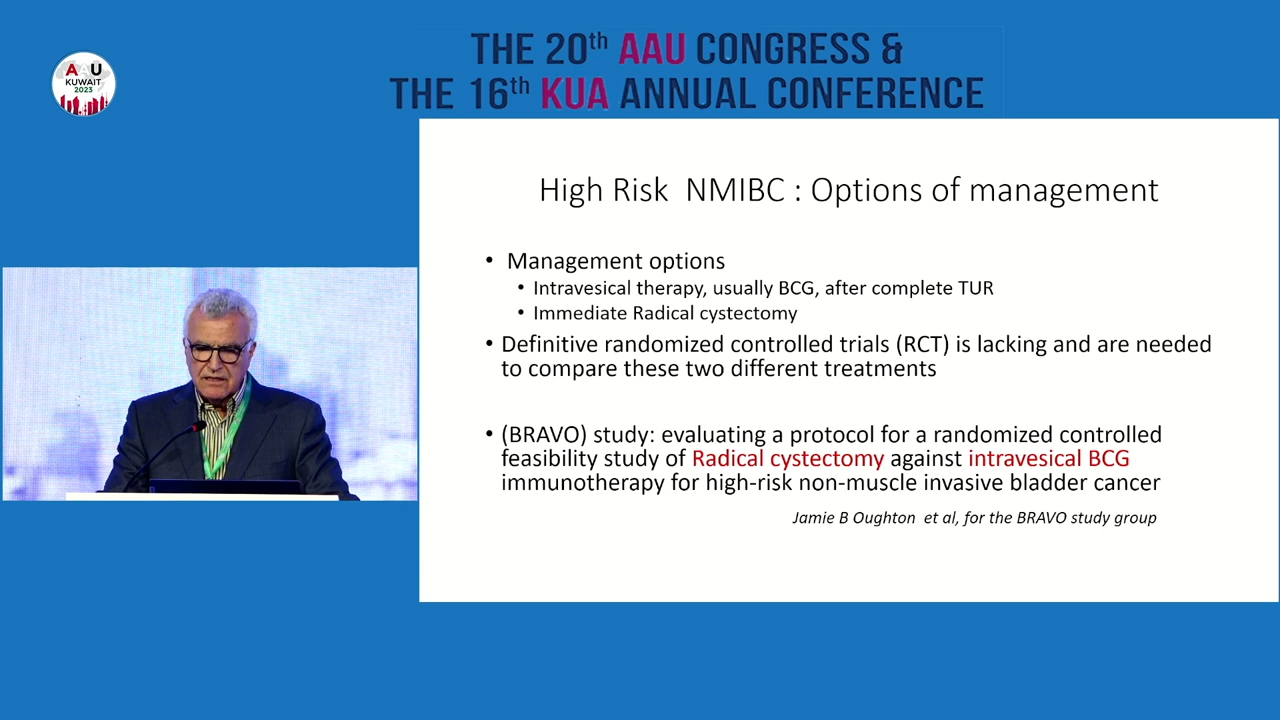 THE 20th AAU CONGRESS &
THE 16th KUA ANNUAL CONFERENCE
AAU
KUWAIT
2023
High Risk NMIBC : Options of management
• Management options
• Intravesical therapy, usually BCG, after complete TUR
• Immediate Radical cystectomy
• Definitive randomized controlled trials (RCT) is lacking and are needed
to compare these two different treatments
• (BRAVO) study: evaluating a protocol for a randomized controlled
feasibility study of Radical cystectomy against intravesical BCG
immunotherapy for high-risk non-muscle invasive bladder cancer
Jamie B Oughton et al, for the BRAVO study group